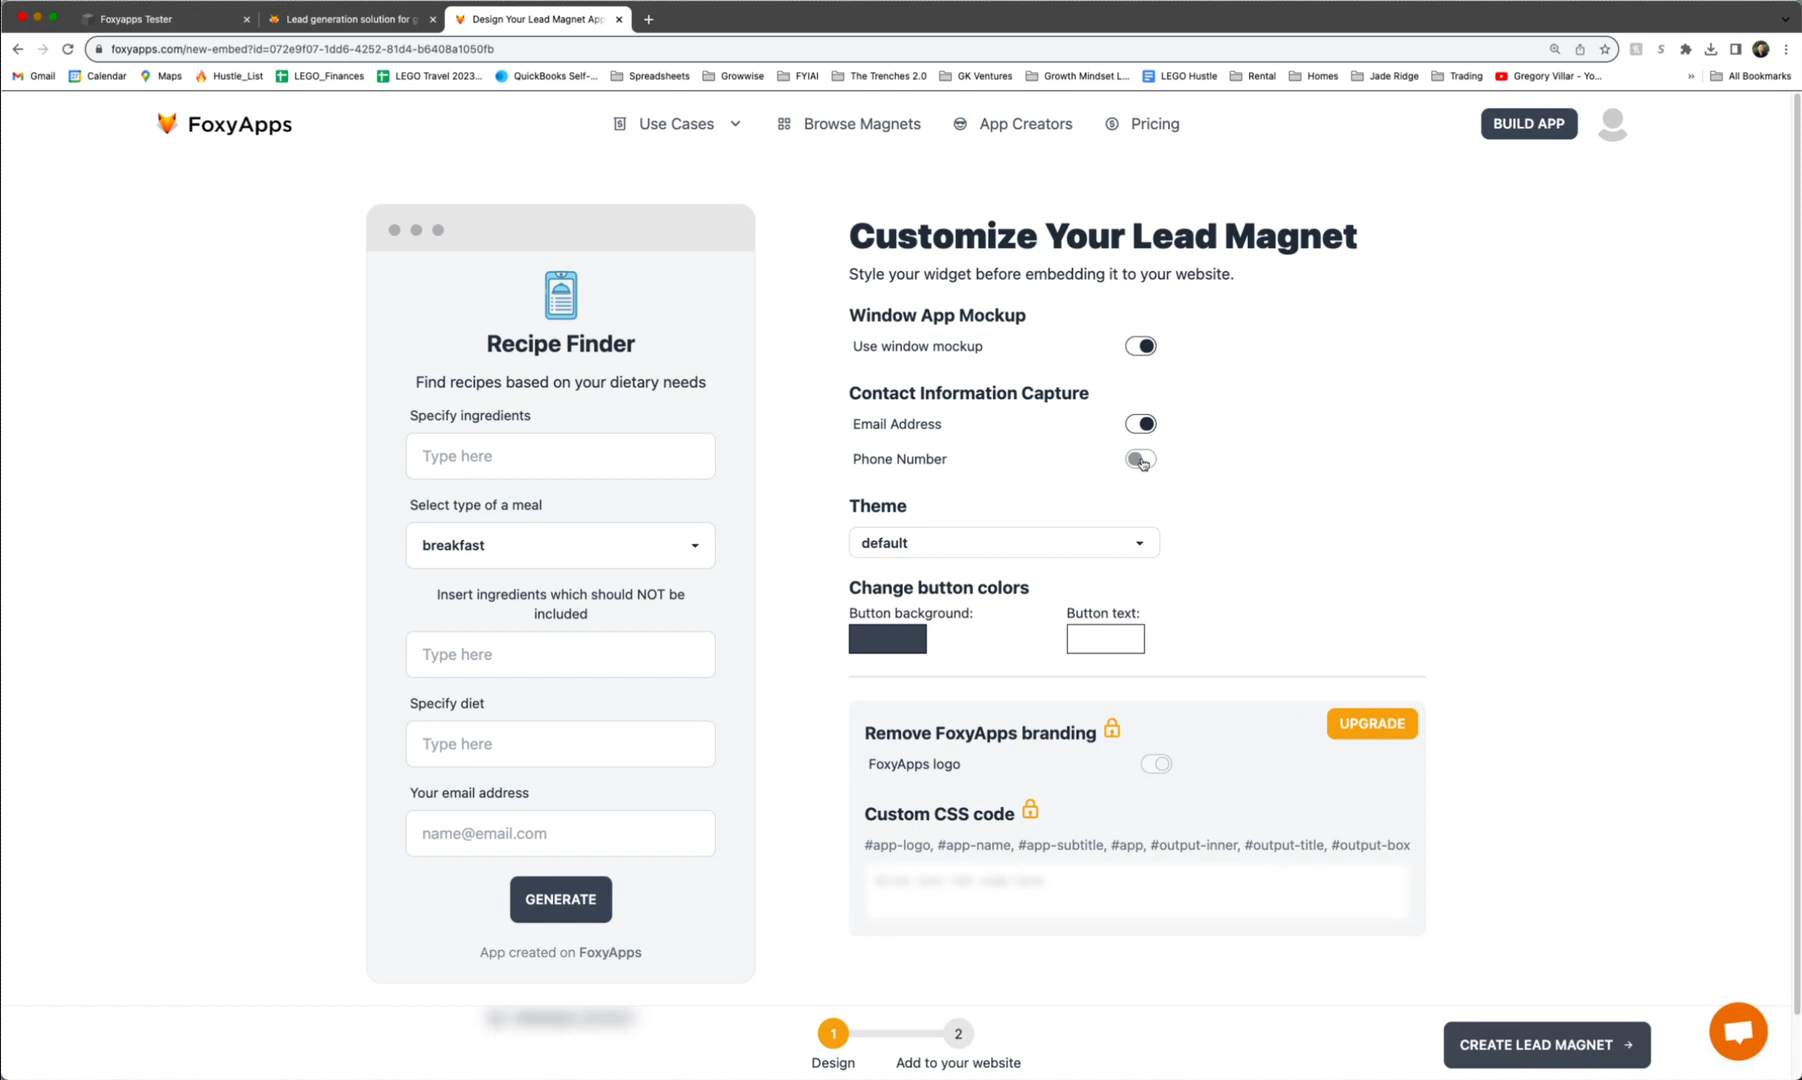 Foxyapps Tester
Lead generation solution for g
Design Your Lead Magnet App
foxyapps.com/new-embed?id=072e9f07-1dd6-4252-81d4-b6408a1050fb
Gmail
Calendar
Maps
Hustle_List
LEGO_Finances
LEGO Travel 2023...
QuickBooks Self-...
Spreadsheets
Growwise
FYIAI
The Trenches 2.0
GK Ventures
Growth Mindset L...
LEGO Hustle
Rental
Homes
Jade Ridge
Trading
Gregory Villar - Yo...
»
All Bookmarks
FoxyApps
Use Cases
Browse Magnets
App Creators
Pricing
BUILD APP
Recipe Finder
Find recipes based on your dietary needs
Specify ingredients
Type here
Select type of a meal
breakfast
Insert ingredients which should NOT be
included
Type here
Specify diet
Type here
Your email address
name@email.com
GENERATE
App created on FoxyApps
Customize Your Lead Magnet
Style your widget before embedding it to your website.
Window App Mockup
Use window mockup
Contact Information Capture
Email Address
Phone Number
Theme
default
Change button colors
Button background:
Button text:
UPGRADE
Remove FoxyApps branding
FoxyApps logo
Custom CSS code
#app-logo, #app-name, #app-subtitle, #app, #output-inner, #output-title, #output-box
1
2
Design
Add to your website
CREATE LEAD MAGNET →